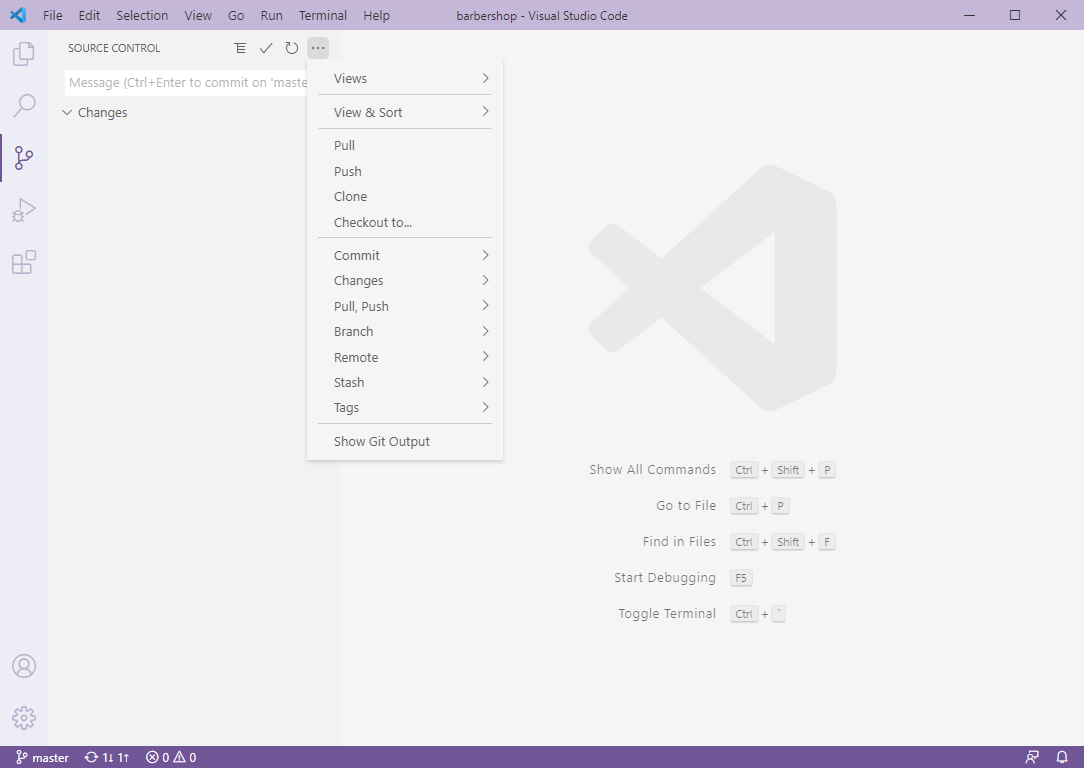 File Edit Selection View Go Run Terminal Help barbershop - Visual Studio Code
SOURCE CONTROL
Message (Ctrl+Enter to commit on 'maste
Changes
Views
View & Sort
Pull
Push
Clone
Checkout to...
Commit
Changes
Pull, Push
Branch
Remote
Stash
Tags
Show Git Output
Show All Commands Ctrl + Shift + P
Go to File Ctrl + P
Find in Files Ctrl + Shift + F
Start Debugging F5
Toggle Terminal Ctrl + `
master 1↓ 1↑ 0 0